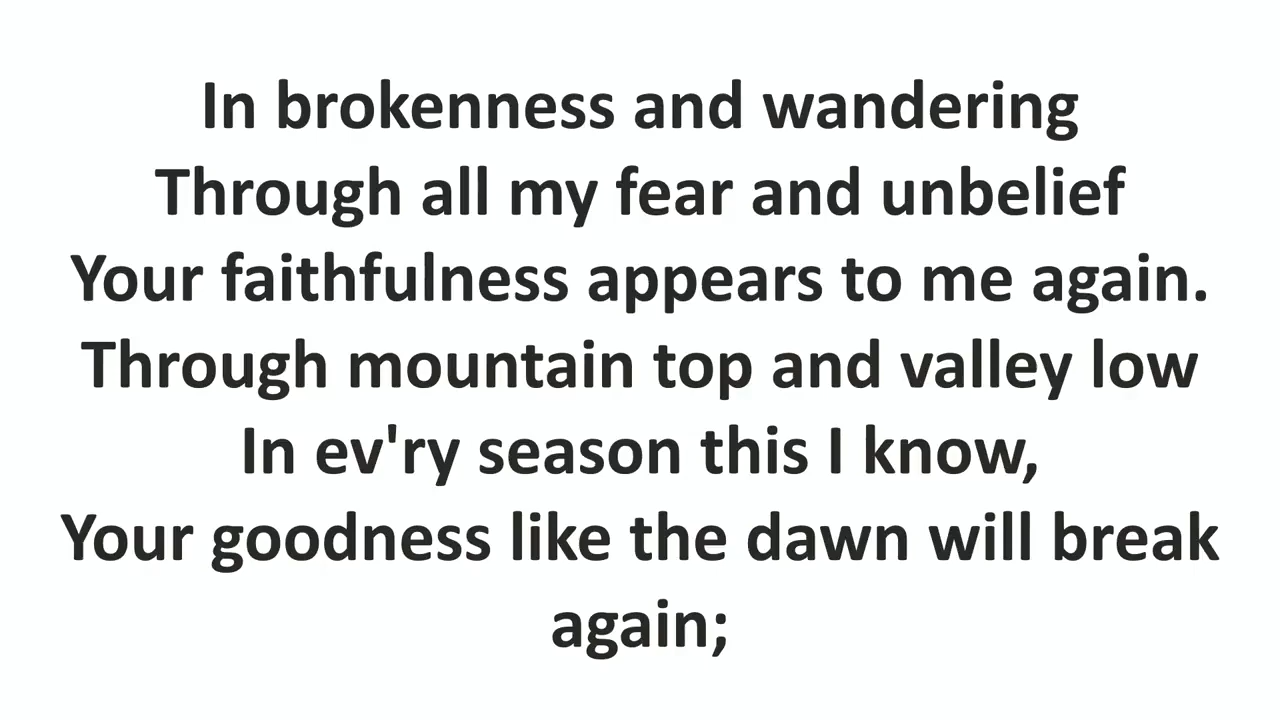 In brokenness and wandering
Through all my fear and unbelief
Your faithfulness appears to me again.
Through mountain top and valley low
In ev'ry season this I know,
Your goodness like the dawn will break
again;